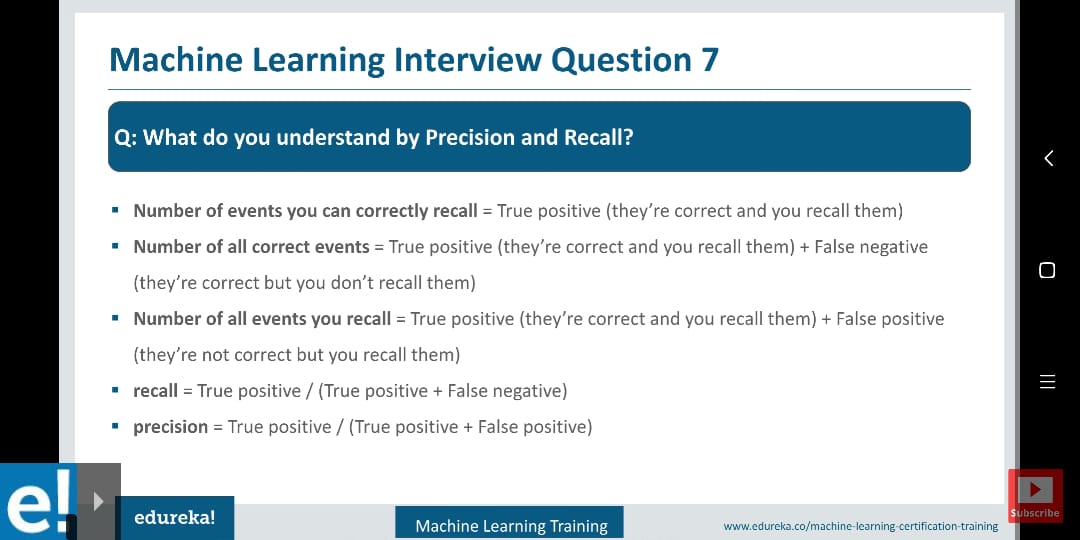 Machine Learning Interview Question 7
Q: What do you understand by Precision and Recall?
▪ Number of events you can correctly recall = True positive (they’re correct and you recall them)
▪ Number of all correct events = True positive (they’re correct and you recall them) + False negative
(they’re correct but you don’t recall them)
▪ Number of all events you recall = True positive (they’re correct and you recall them) + False positive
(they’re not correct but you recall them)
▪ recall = True positive / (True positive + False negative)
▪ precision = True positive / (True positive + False positive)
e!
edureka!
Machine Learning Training
www.edureka.co/machine-learning-certification-training
Subscribe